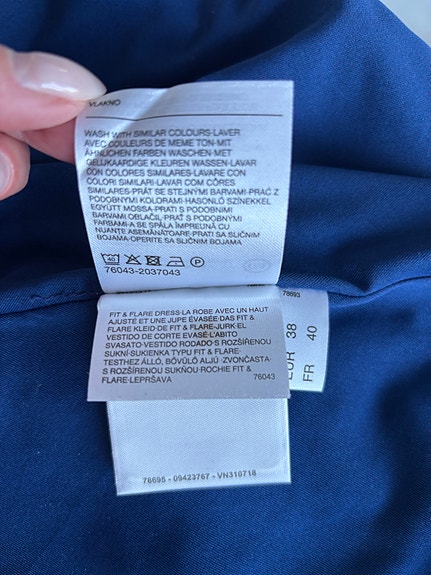 VLAKNO
WASH WITH SIMILAR COLOURS-LAVER
AVEC COULEURS DE MEME TON-MIT
ÄHNLICHEN FARBEN WASCHEN-MET
GELIJKAARDIGE KLEUREN WASSEN-LAVAR
CON COLORES SIMILARES-LAVARE CON
COLORI SIMILARI-LAVAR COM CÔRES
SIMILARES-PRÁT SE STEJNÝMI BARVAMI-PRAĆ Z
PODOBNYMI KOLORAMI-HASONLÓ SZÍNEKKEL
EGYÜTT MOSSA-PRATI S PODOBNIMI
BARVAMI OBLAČIL-PRAŤ S PODOBNÝMI
FARBAMI-A SE SPĂLA ÎMPREUNĂ CU
NUANȚE ASEMĂNĂTOARE-PRATI SA SLIČNIM
BOJAMA-OPERITE SA SLIČNIM BOJAMA
76043-2037043
78693
FIT & FLARE DRESS-LA ROBE AVEC UN HAUT
AJUSTÉ ET UNE JUPE ÉVASÉE-DAS FIT &
FLARE KLEID-DE FIT & FLARE-JURK-EL
VESTIDO DE CORTE EVASÉ-L'ABITO
SVASATO-VESTIDO RODADO-S ROZŠÍŘENOU
SUKNÍ-SUKIENKA TYPU FIT & FLARE-
TESTHEZ ÁLLÓ, BŐVÜLŐ ALJÚ-ZVONČASTA-
S ROZŠÍRENOU SUKŇOU-ROCHIE FIT &
FLARE-LEPRŠAVA
76043
EUR 38
FR 40
76695 - 09423767 - VN310718